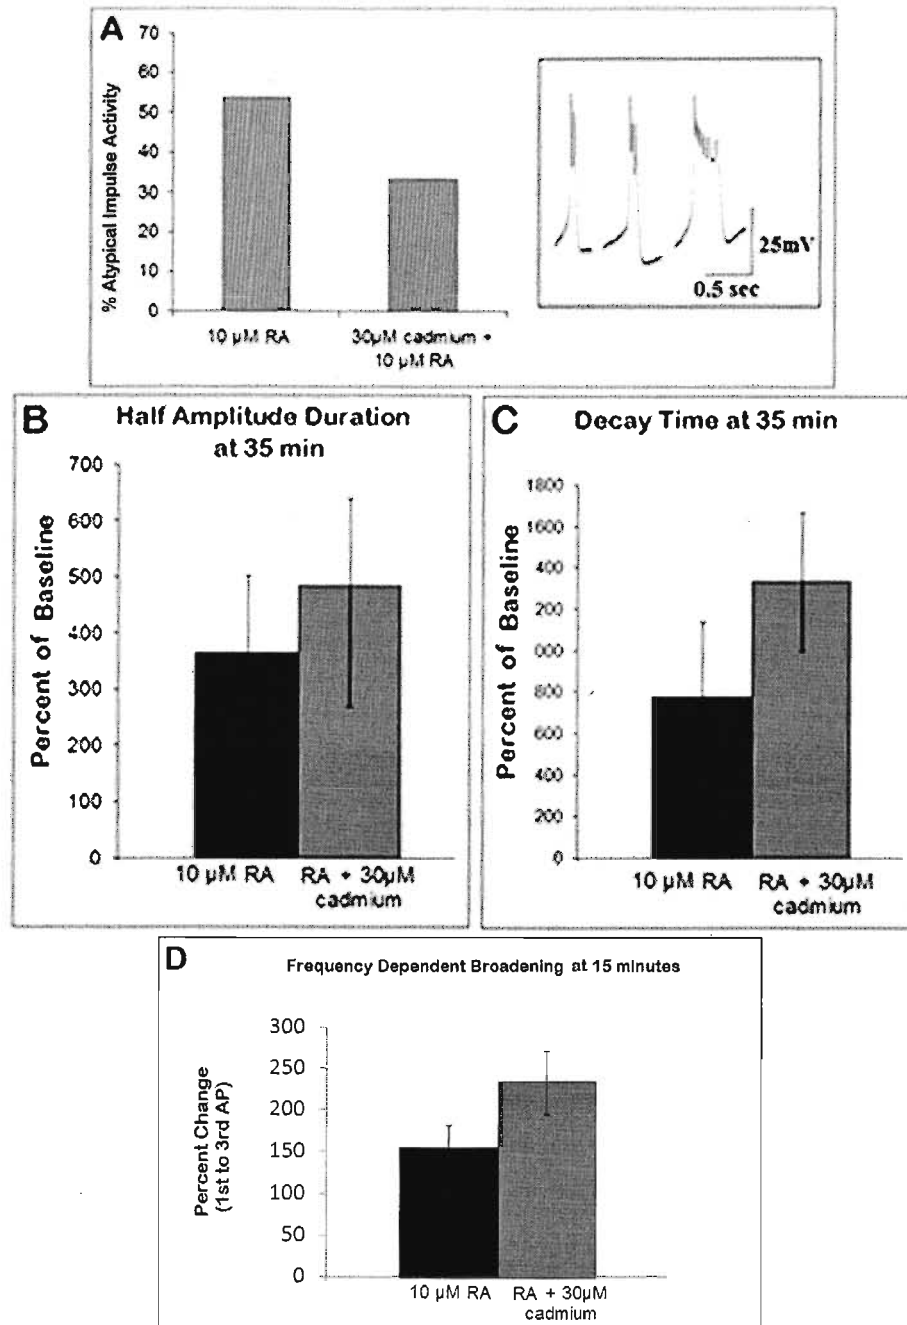 A
% Atypical Impulse Activity
70
60
50
40
30
20
10
0
10 µM RA
30µM cadmium +
10 µM RA
25mV
0.5 sec
B
Half Amplitude Duration
at 35 min
Percent of Baseline
700
600
500
400
300
200
100
0
10 µM RA
RA + 30µM
cadmium
C
Decay Time at 35 min
Percent of Baseline
1800
1600
400
200
000
800
600
400
200
0
10 µM RA
RA + 30µM
cadmium
D
Frequency Dependent Broadening at 15 minutes
Percent Change
(1st to 3rd AP)
300
250
200
150
100
50
0
10 µM RA
RA + 30µM
cadmium